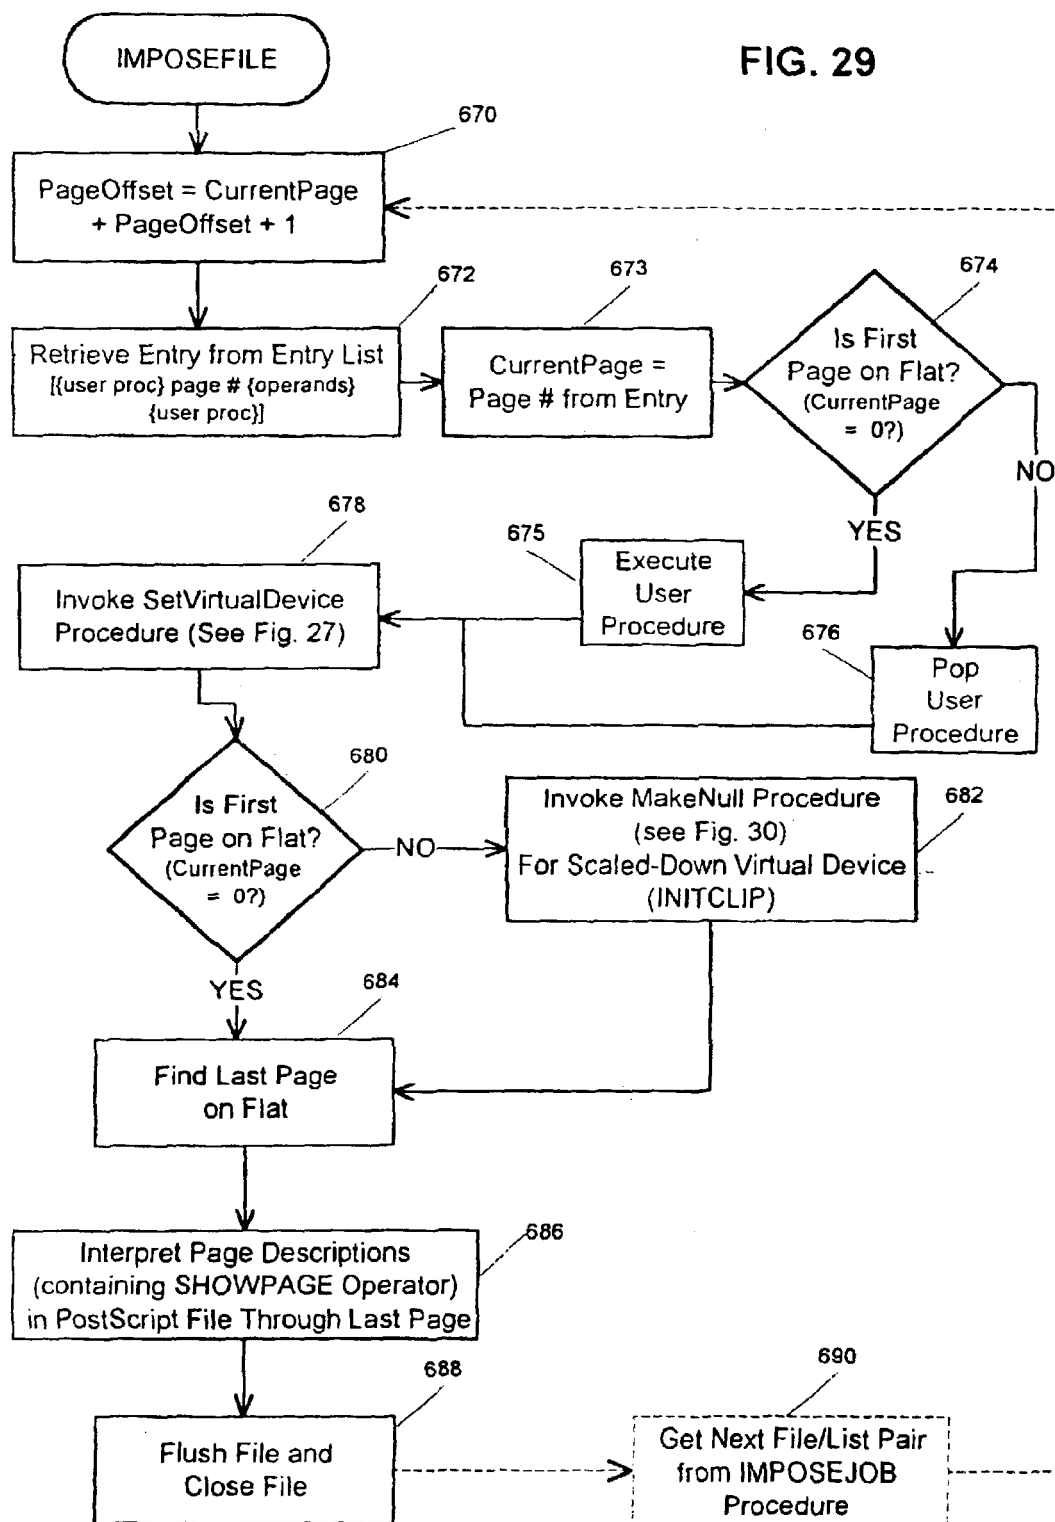 IMPOSEFILE
FIG. 29
670
PageOffset = CurrentPage
+ PageOffset + 1
672
Retrieve Entry from Entry List
[{user proc} page # {operands}
{user proc}]
673
CurrentPage =
Page # from Entry
674
Is First
Page on Flat?
(CurrentPage
= 0?)
NO
YES
675
Execute
User
Procedure
676
Pop
User
Procedure
678
Invoke SetVirtualDevice
Procedure (See Fig. 27)
680
Is First
Page on Flat?
(CurrentPage
= 0?)
NO
YES
682
Invoke MakeNull Procedure
(see Fig. 30)
For Scaled-Down Virtual Device
(INITCLIP)
684
Find Last Page
on Flat
686
Interpret Page Descriptions
(containing SHOWPAGE Operator)
in PostScript File Through Last Page
688
Flush File and
Close File
690
Get Next File/List Pair
from IMPOSEJOB
Procedure